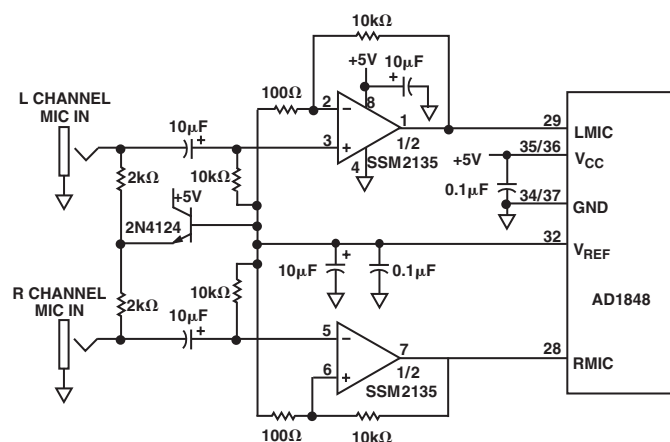 10kΩ
+5V
10µF
+
L CHANNEL
MIC IN
100Ω
2
–
8
1
29
LMIC
10µF
+
3
+
1/2
SSM2135
4
35/36
VCC
+5V
2kΩ
10kΩ
+5V
0.1µF
34/37
GND
2N4124
32
VREF
10µF
+
0.1µF
AD1848
R CHANNEL
MIC IN
2kΩ
10kΩ
10µF
+
5
–
7
28
RMIC
6
+
1/2
SSM2135
100Ω
10kΩ